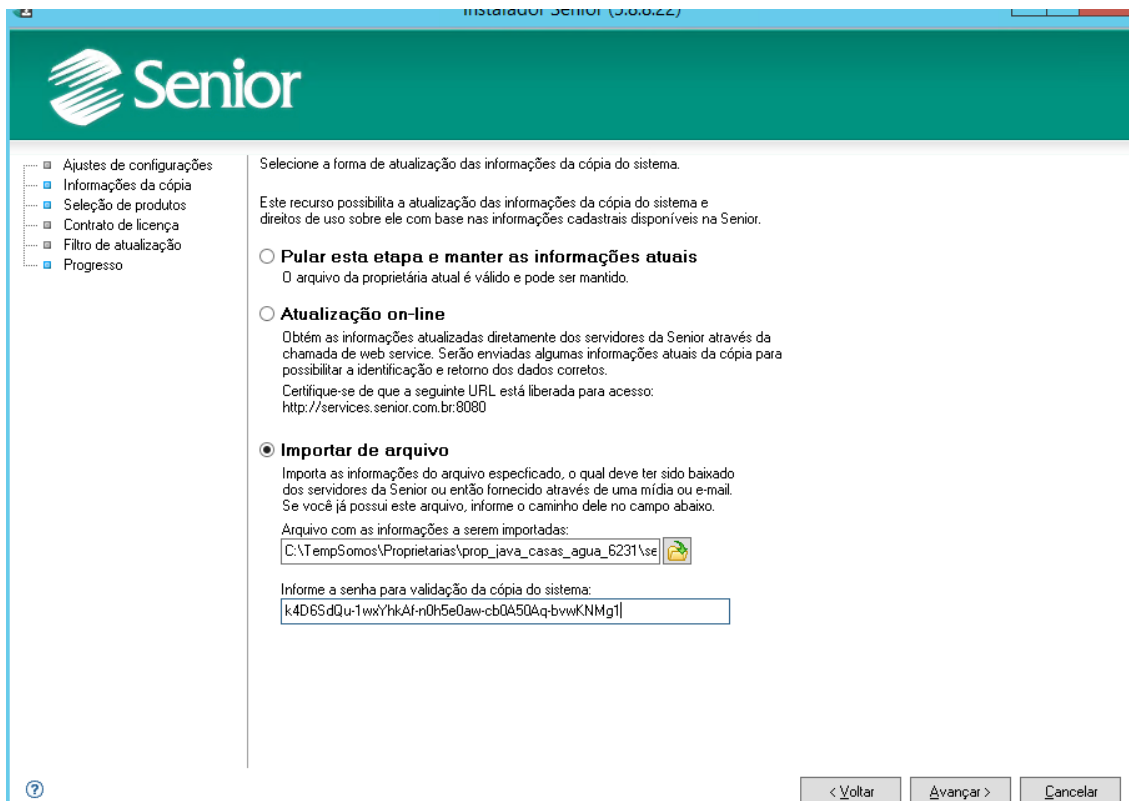 Instalador Senior (5.8.8.22)
Senior
Ajustes de configurações
Informações da cópia
Seleção de produtos
Contrato de licença
Filtro de atualização
Progresso
Selecione a forma de atualização das informações da cópia do sistema.
Este recurso possibilita a atualização das informações da cópia do sistema e
direitos de uso sobre ele com base nas informações cadastrais disponíveis na Senior.
Pular esta etapa e manter as informações atuais
O arquivo da proprietária atual é válido e pode ser mantido.
Atualização on-line
Obtém as informações atualizadas diretamente dos servidores da Senior através da
chamada de web service. Serão enviadas algumas informações atuais da cópia para
possibilitar a identificação e retorno dos dados corretos.
Certifique-se de que a seguinte URL está liberada para acesso:
http://services.senior.com.br:8080
Importar de arquivo
Importa as informações do arquivo especficado, o qual deve ter sido baixado
dos servidores da Senior ou então fornecido através de uma mídia ou e-mail.
Se você já possui este arquivo, informe o caminho dele no campo abaixo.
Arquivo com as informações a serem importadas:
C:\TempSomos\Proprietarias\prop_java_casas_agua_6231\se
Informe a senha para validação da cópia do sistema:
k4D6SdQu-1wxYhkAf-n0h5e0aw-cb0A50Aq-bvwKNMg1
< Voltar
Avançar >
Cancelar